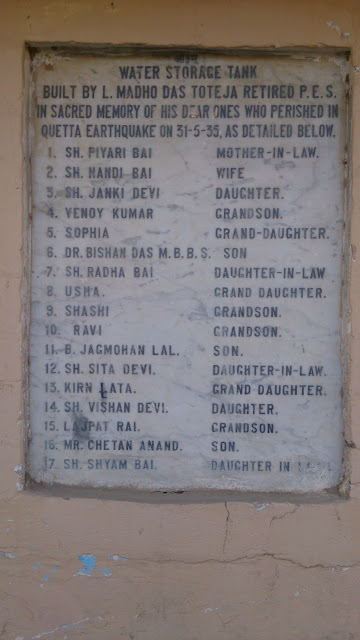 WATER STORAGE TANK
BUILT BY L. MADHO DAS TOTEJA RETIRED P.E.S.
IN SACRED MEMORY OF HIS DEAR ONES WHO PERISHED IN
QUETTA EARTHQUAKE ON 31-5-35, AS DETAILED BELOW.
1. SH. PIYARI BAI MOTHER-IN-LAW.
2. SH. NANDI BAI WIFE
3. SH. JANKI DEVI DAUGHTER.
4. VENOY KUMAR GRANDSON.
5. SOPHIA GRAND-DAUGHTER.
6. DR. BISHAN DAS M.B.B.S. SON
7. SH. RADHA BAI DAUGHTER-IN-LAW
8. USHA. GRAND DAUGHTER.
9. SHASHI GRANDSON.
10. RAVI GRANDSON.
11. B. JAGMOHAN LAL. SON.
12. SH. SITA DEVI. DAUGHTER-IN-LAW.
13. KIRN LATA. GRAND DAUGHTER.
14. SH. VISHAN DEVI. DAUGHTER.
15. LAJPAT RAI. GRANDSON.
16. MR. CHETAN ANAND. SON.
17. SH. SHYAM BAI. DAUGHTER IN